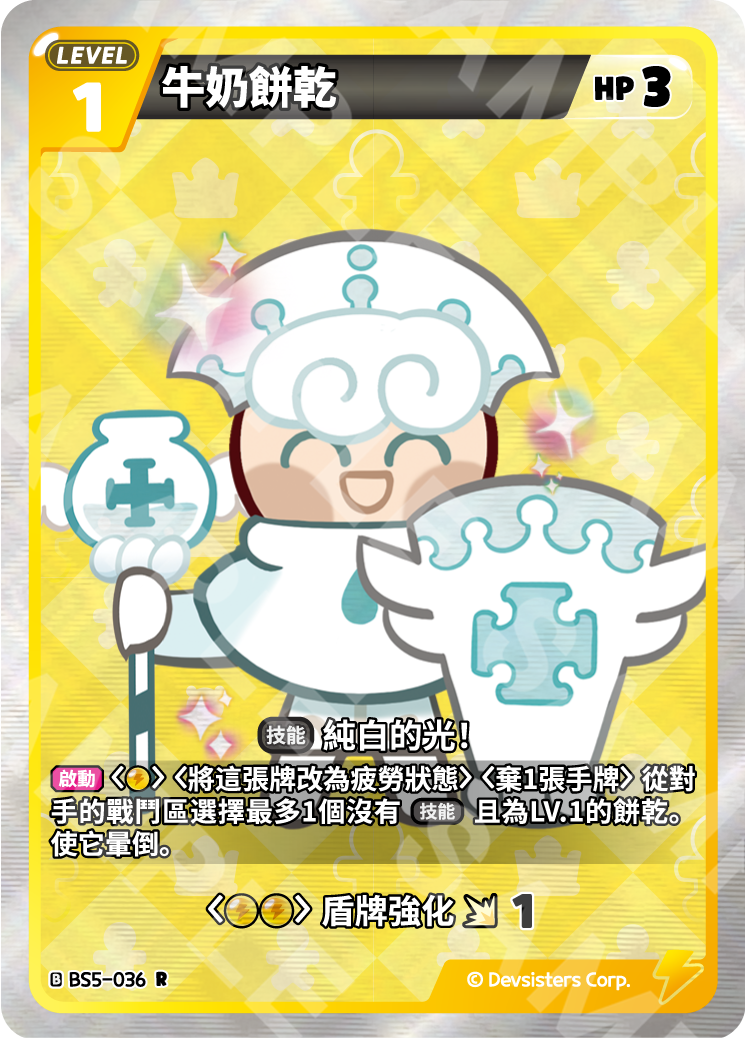 LEVEL
1
牛奶餅乾
HP 3
技能 純白的光!
啟動 〈⚡〉〈將這張牌改為疲勞狀態〉〈棄1張手牌〉從對
手的戰鬥區選擇最多1個沒有 技能 且為LV.1的餅乾。
使它暈倒。
〈⚡⚡〉盾牌強化 1
B BS5-036 R
© Devsisters Corp.
SAMPLE